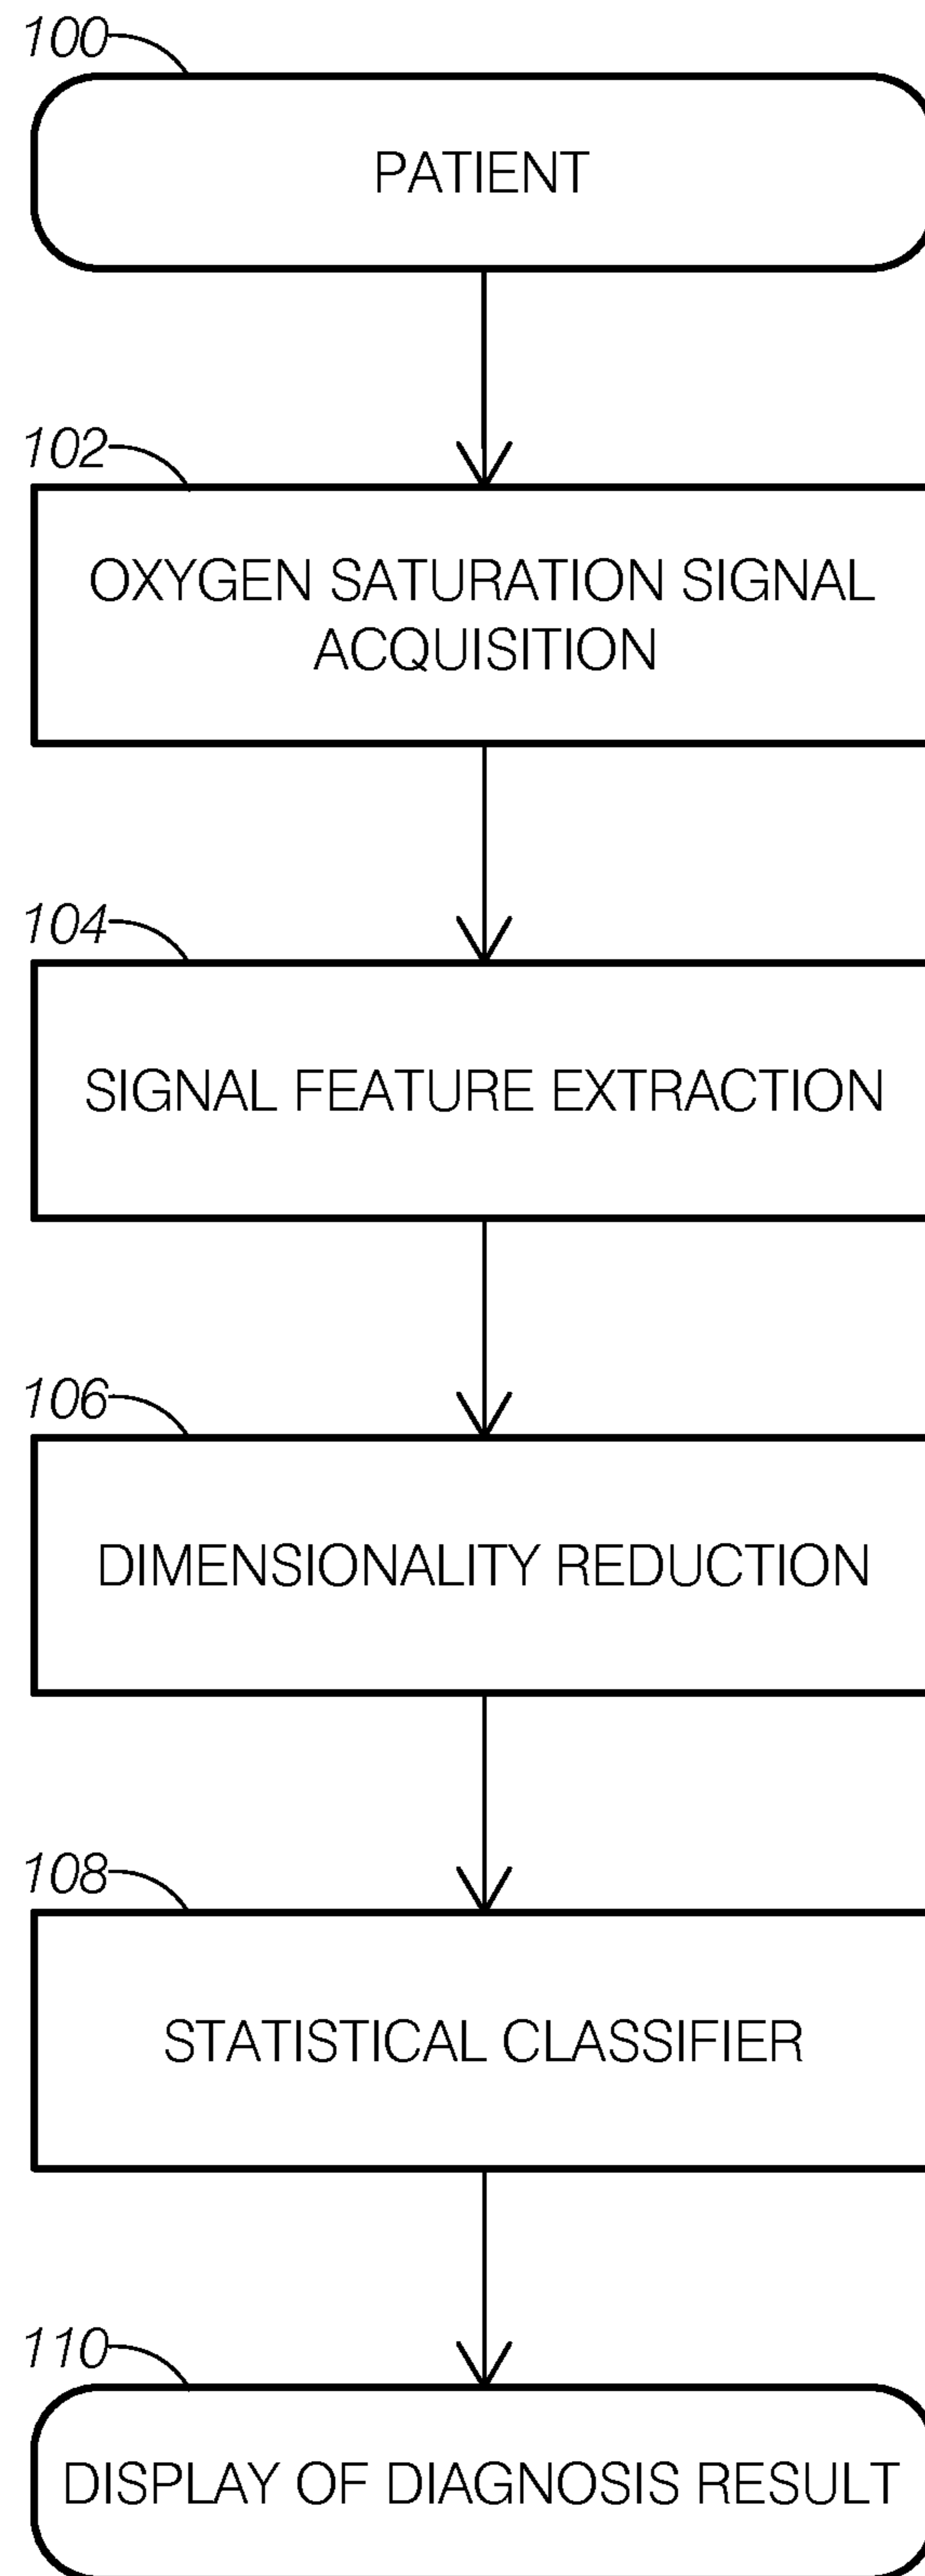 100
PATIENT
102
OXYGEN SATURATION SIGNAL
ACQUISITION
104
SIGNAL FEATURE EXTRACTION
106
DIMENSIONALITY REDUCTION
108
STATISTICAL CLASSIFIER
110
DISPLAY OF DIAGNOSIS RESULT